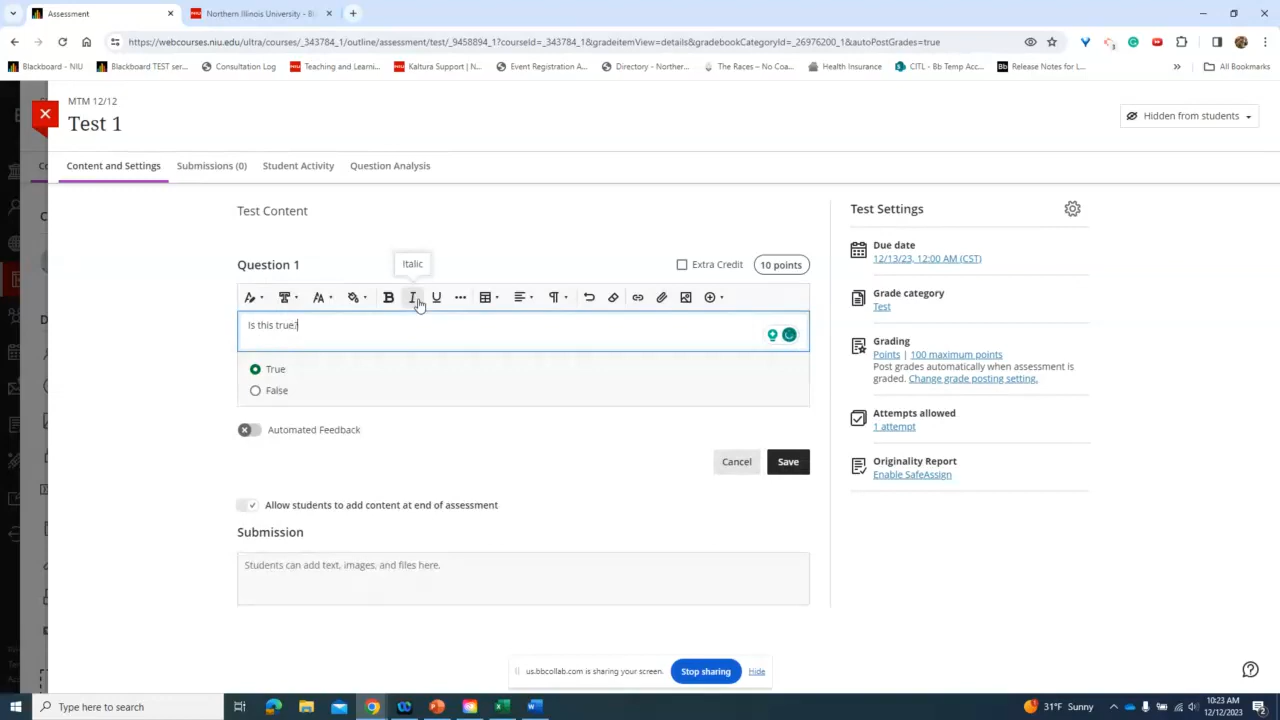 Assessment
Northern Illinois University - Bl
https://webcourses.niu.edu/ultra/courses/_343784_1/outline/assessment/test/_9458894_1?courseId=_343784_1&gradeitemView=details&gradebookCategoryId=_26976200_1&autoPostGrades=true
Blackboard - NIU
Blackboard TEST ser...
Consultation Log
Teaching and Learni...
Kaltura Support | N...
Event Registration A...
Directory - Norther...
The Races – No Coa...
Health Insurance
CITL - Bb Temp Acc...
Release Notes for L...
All Bookmarks
MTM 12/12
Test 1
Hidden from students
Content and Settings
Submissions (0)
Student Activity
Question Analysis
Test Content
Italic
Question 1
Extra Credit
10 points
Is this true?
True
False
Automated Feedback
Cancel
Save
Allow students to add content at end of assessment
Submission
Students can add text, images, and files here.
Test Settings
Due date
12/13/23, 12:00 AM (CST)
Grade category
Test
Grading
Points | 100 maximum points
Post grades automatically when assessment is
graded. Change grade posting setting.
Attempts allowed
1 attempt
Originality Report
Enable SafeAssign
us.bbcollab.com is sharing your screen.
Stop sharing
Hide
Type here to search
31°F Sunny
10:23 AM
12/12/2023